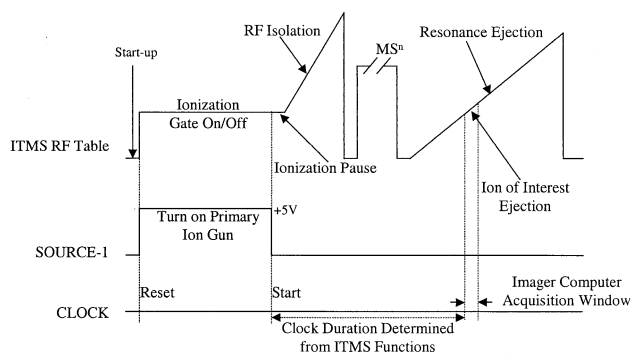 RF Isolation
MSⁿ
Resonance Ejection
Start-up
Ionization
Gate On/Off
ITMS RF Table
Ionization Pause
Ion of Interest
Ejection
Turn on Primary
Ion Gun
+5V
SOURCE-1
Reset
Start
Imager Computer
Acquisition Window
CLOCK
Clock Duration Determined
from ITMS Functions